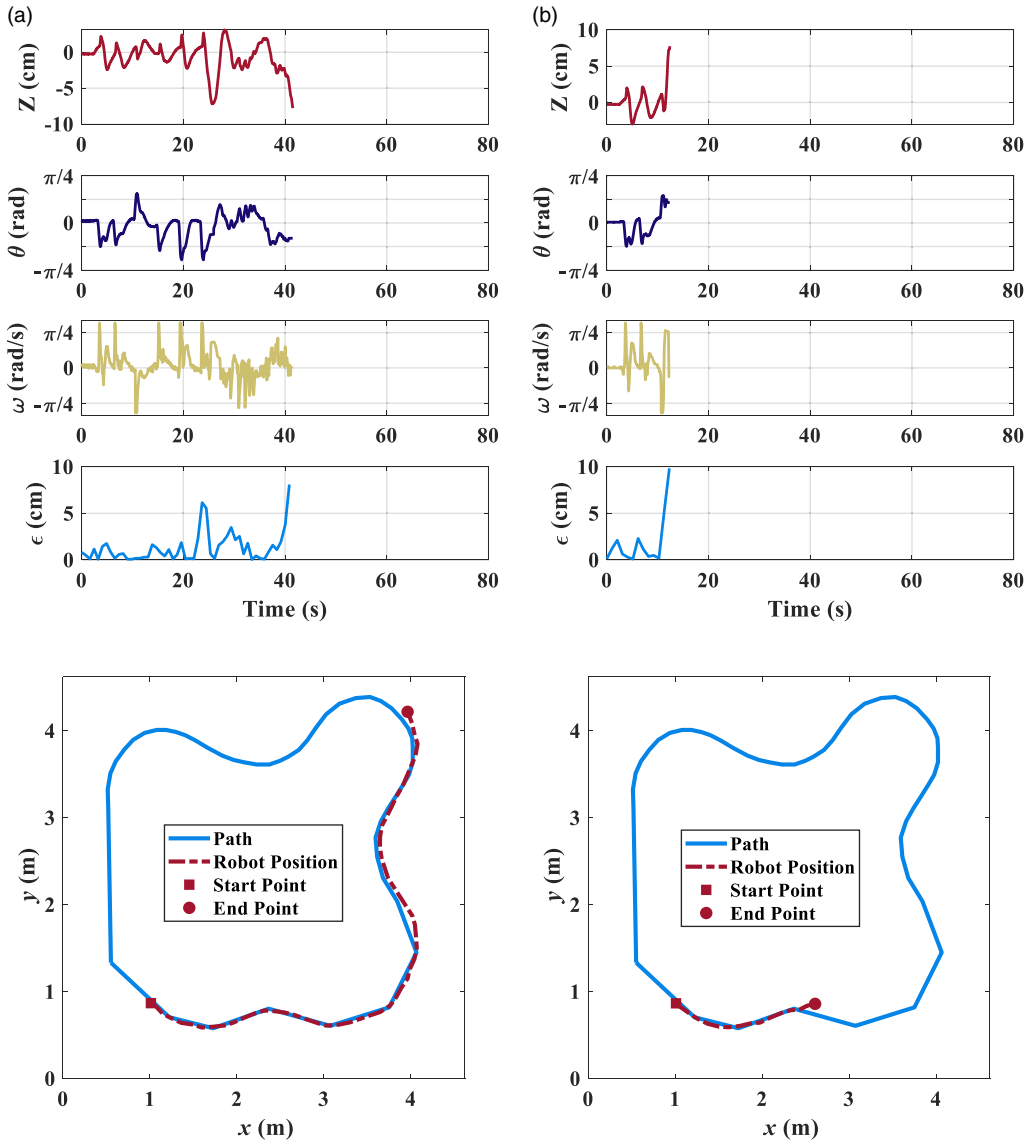 (a)
Z (cm)
0
-5
-10
0 20 40 60 80
θ (rad)
π/4
0
-π/4
0 20 40 60 80
ω (rad/s)
π/4
0
-π/4
0 20 40 60 80
ϵ (cm)
10
5
0
0 20 40 60 80
Time (s)
(b)
Z (cm)
10
5
0
0 20 40 60 80
θ (rad)
π/4
0
-π/4
0 20 40 60 80
ω (rad/s)
π/4
0
-π/4
0 20 40 60 80
ϵ (cm)
10
5
0
0 20 40 60 80
Time (s)
y (m)
4
3
2
1
0
Path
Robot Position
Start Point
End Point
0 1 2 3 4
x (m)
y (m)
4
3
2
1
0
Path
Robot Position
Start Point
End Point
0 1 2 3 4
x (m)